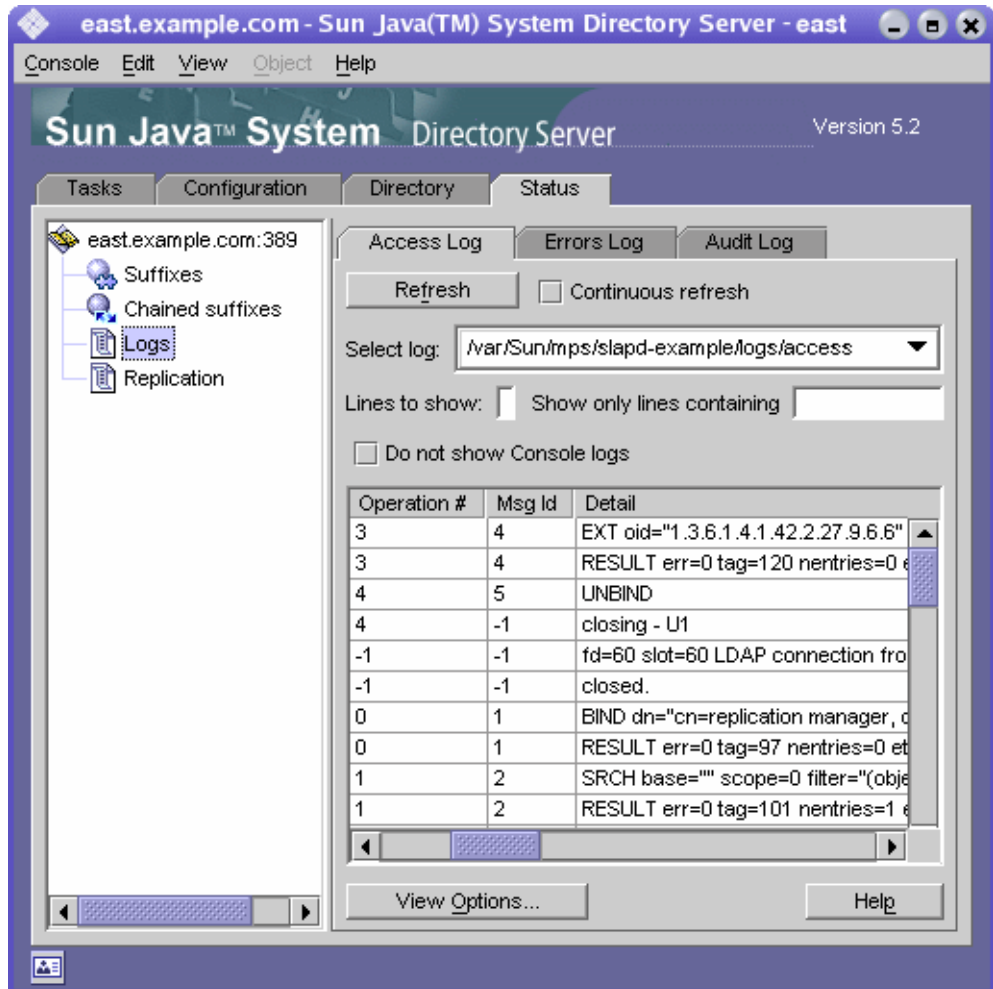 east.example.com - Sun Java(TM) System Directory Server - east
Console Edit View Object Help
Sun Java™ System Directory Server Version 5.2
Tasks Configuration Directory Status
east.example.com:389
Suffixes
Chained suffixes
Logs
Replication
Access Log Errors Log Audit Log
Refresh Continuous refresh
Select log: /var/Sun/mps/slapd-example/logs/access
Lines to show: Show only lines containing
Do not show Console logs
Operation # Msg Id Detail
3 4 EXT oid="1.3.6.1.4.1.42.2.27.9.6.6"
3 4 RESULT err=0 tag=120 nentries=0
4 5 UNBIND
4 -1 closing - U1
-1 -1 fd=60 slot=60 LDAP connection fro
-1 -1 closed.
0 1 BIND dn="cn=replication manager,
0 1 RESULT err=0 tag=97 nentries=0 et
1 2 SRCH base="" scope=0 filter="(obje
1 2 RESULT err=0 tag=101 nentries=1
View Options... Help